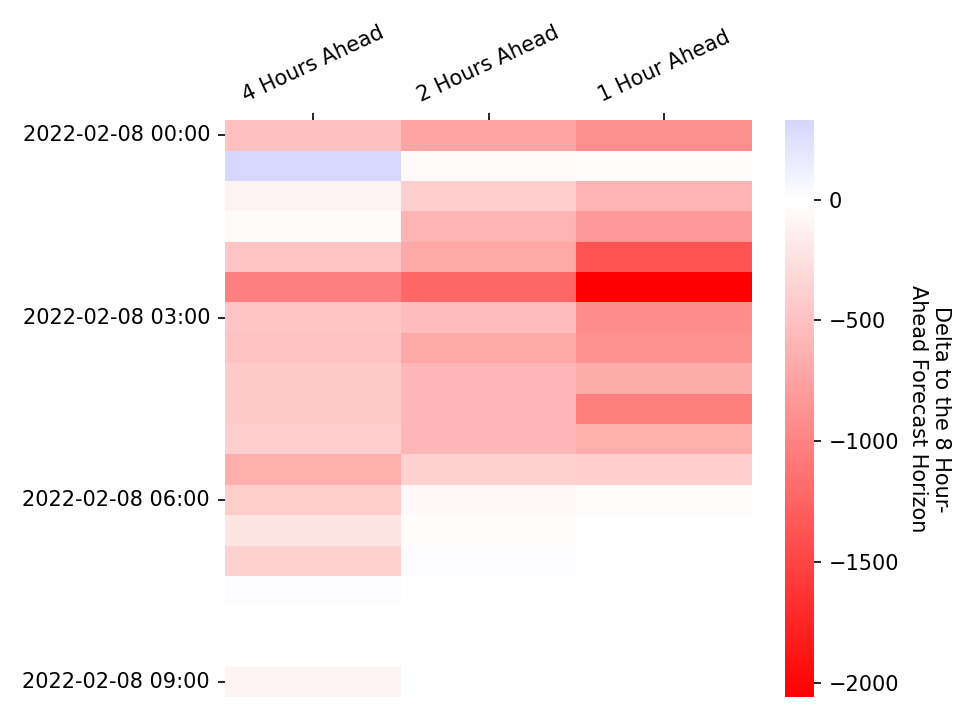 4 Hours Ahead
2 Hours Ahead
1 Hour Ahead
2022-02-08 00:00
2022-02-08 03:00
2022-02-08 06:00
2022-02-08 09:00
0
−500
−1000
−1500
−2000
Delta to the 8 Hour-
Ahead Forecast Horizon